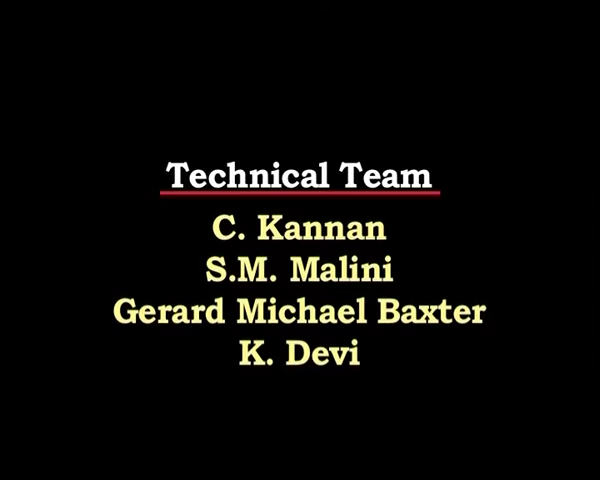 Technical Team
C. Kannan
S.M. Malini
Gerard Michael Baxter
K. Devi